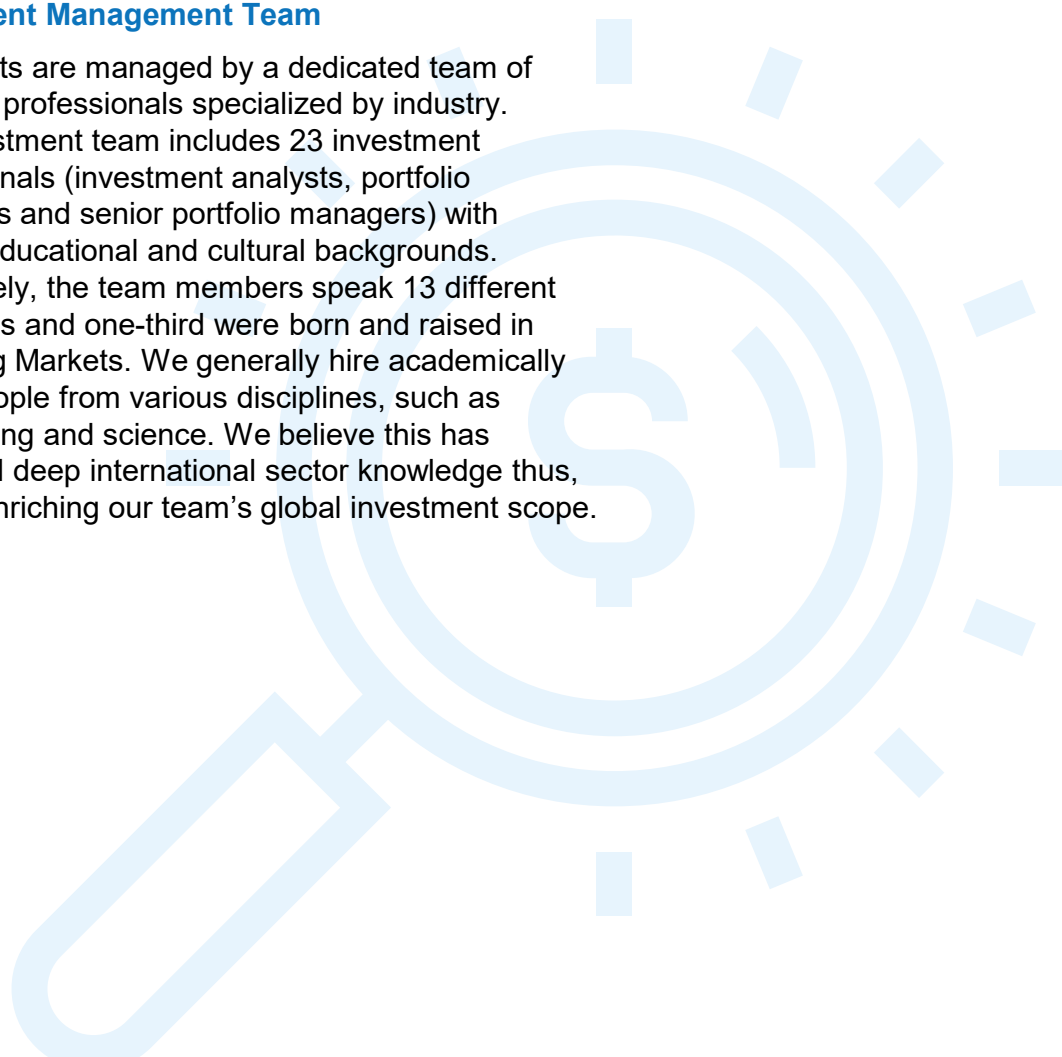 ent Management Team
ts are managed by a dedicated team of
professionals specialized by industry.
stment team includes 23 investment
nals (investment analysts, portfolio
s and senior portfolio managers) with
ducational and cultural backgrounds.
ely, the team members speak 13 different
s and one-third were born and raised in
g Markets. We generally hire academically
ople from various disciplines, such as
ng and science. We believe this has
d deep international sector knowledge thus,
nriching our team’s global investment scope.
$